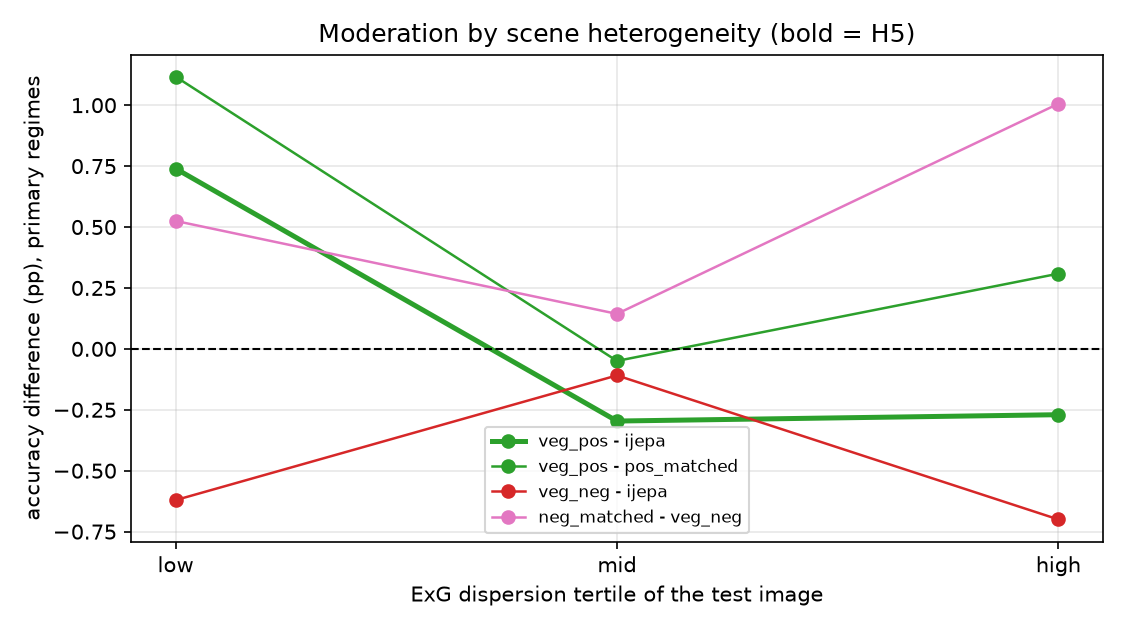 Moderation by scene heterogeneity (bold = H5)
accuracy difference (pp), primary regimes
1.00
0.75
0.50
0.25
0.00
−0.25
−0.50
−0.75
veg_pos - ijepa
veg_pos - pos_matched
veg_neg - ijepa
neg_matched - veg_neg
low
mid
high
ExG dispersion tertile of the test image